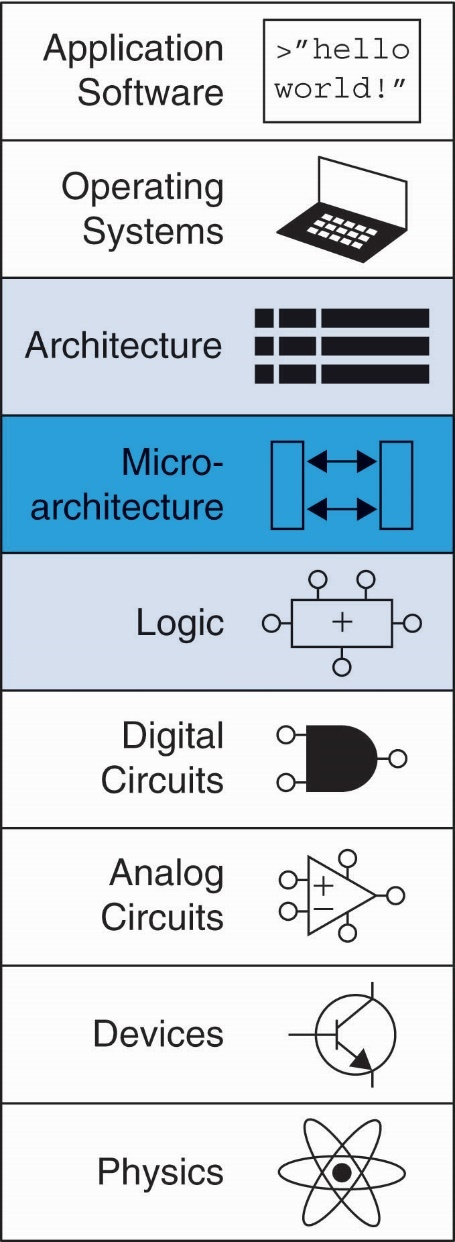 Application
Software
>"hello
world!"
Operating
Systems
Architecture
Micro-
architecture
Logic
+
Digital
Circuits
Analog
Circuits
+
−
Devices
Physics